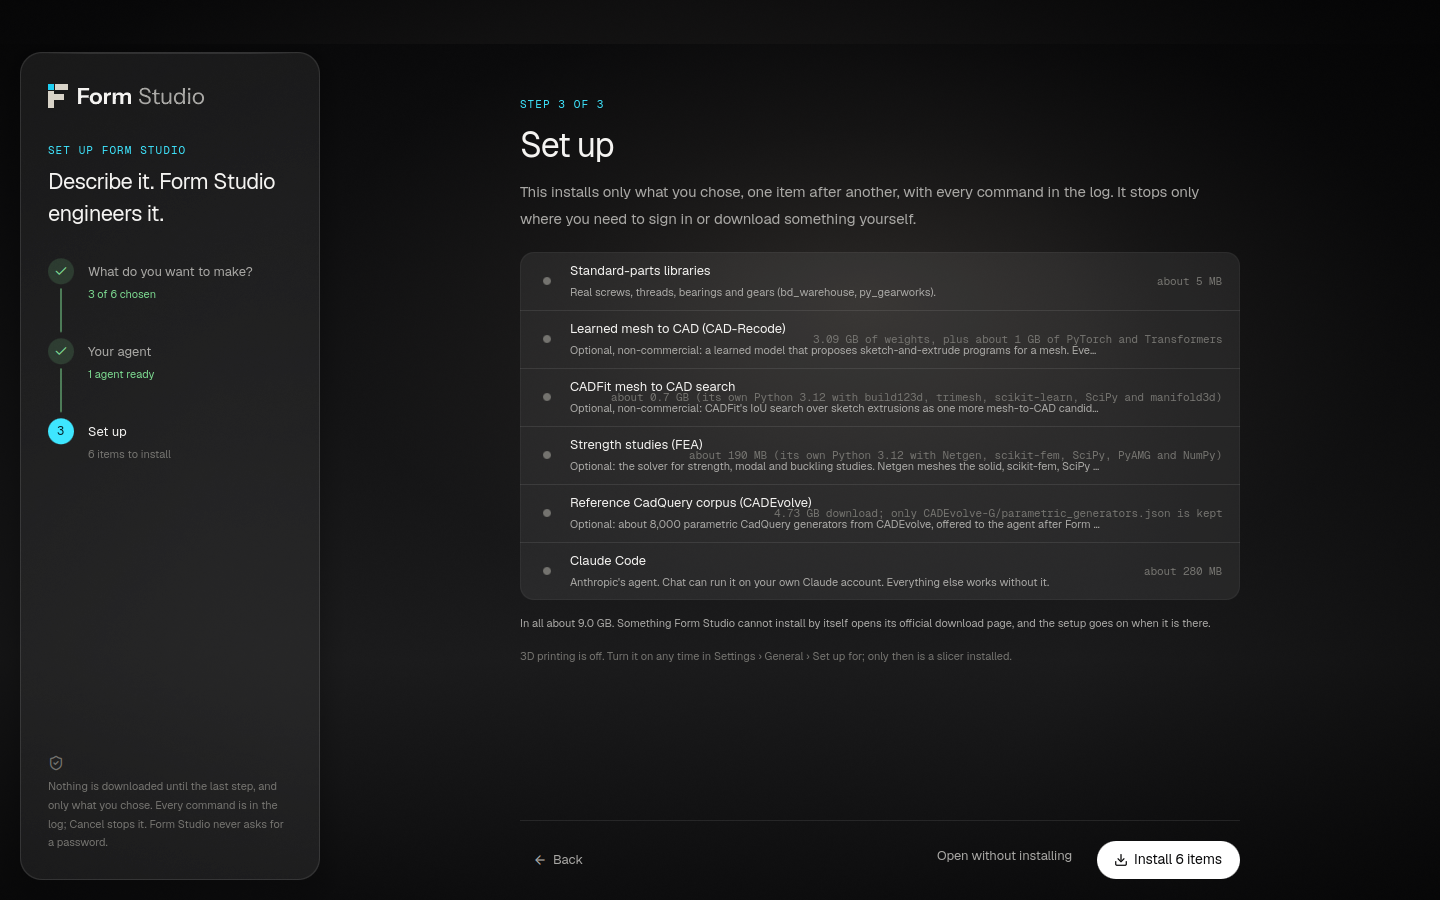 Form Studio
SET UP FORM STUDIO
Describe it. Form Studio
engineers it.
What do you want to make?
3 of 6 chosen
Your agent
1 agent ready
3
Set up
6 items to install
Nothing is downloaded until the last step, and
only what you chose. Every command is in the
log; Cancel stops it. Form Studio never asks for
a password.
STEP 3 OF 3
Set up
This installs only what you chose, one item after another, with every command in the log. It stops only
where you need to sign in or download something yourself.
Standard-parts libraries
about 5 MB
Real screws, threads, bearings and gears (bd_warehouse, py_gearworks).
Learned mesh to CAD (CAD-Recode)
3.09 GB of weights, plus about 1 GB of PyTorch and Transformers
Optional, non-commercial: a learned model that proposes sketch-and-extrude programs for a mesh. Eve…
CADFit mesh to CAD search
about 0.7 GB (its own Python 3.12 with build123d, trimesh, scikit-learn, SciPy and manifold3d)
Optional, non-commercial: CADFit's IoU search over sketch extrusions as one more mesh-to-CAD candid…
Strength studies (FEA)
about 190 MB (its own Python 3.12 with Netgen, scikit-fem, SciPy, PyAMG and NumPy)
Optional: the solver for strength, modal and buckling studies. Netgen meshes the solid, scikit-fem, SciPy …
Reference CadQuery corpus (CADEvolve)
4.73 GB download; only CADEvolve-G/parametric_generators.json is kept
Optional: about 8,000 parametric CadQuery generators from CADEvolve, offered to the agent after Form …
Claude Code
about 280 MB
Anthropic's agent. Chat can run it on your own Claude account. Everything else works without it.
In all about 9.0 GB. Something Form Studio cannot install by itself opens its official download page, and the setup goes on when it is there.
3D printing is off. Turn it on any time in Settings › General › Set up for; only then is a slicer installed.
Back
Open without installing
Install 6 items